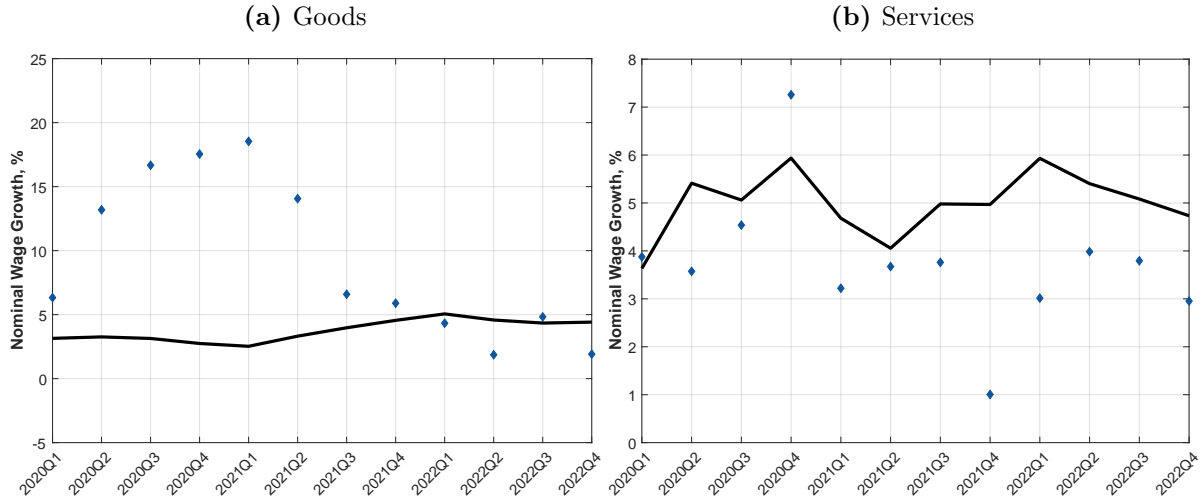 (a) Goods
Nominal Wage Growth, %
25
20
15
10
5
0
-5
2020Q1
2020Q2
2020Q3
2020Q4
2021Q1
2021Q2
2021Q3
2021Q4
2022Q1
2022Q2
2022Q3
2022Q4
(b) Services
Nominal Wage Growth, %
8
7
6
5
4
3
2
1
0
2020Q1
2020Q2
2020Q3
2020Q4
2021Q1
2021Q2
2021Q3
2021Q4
2022Q1
2022Q2
2022Q3
2022Q4